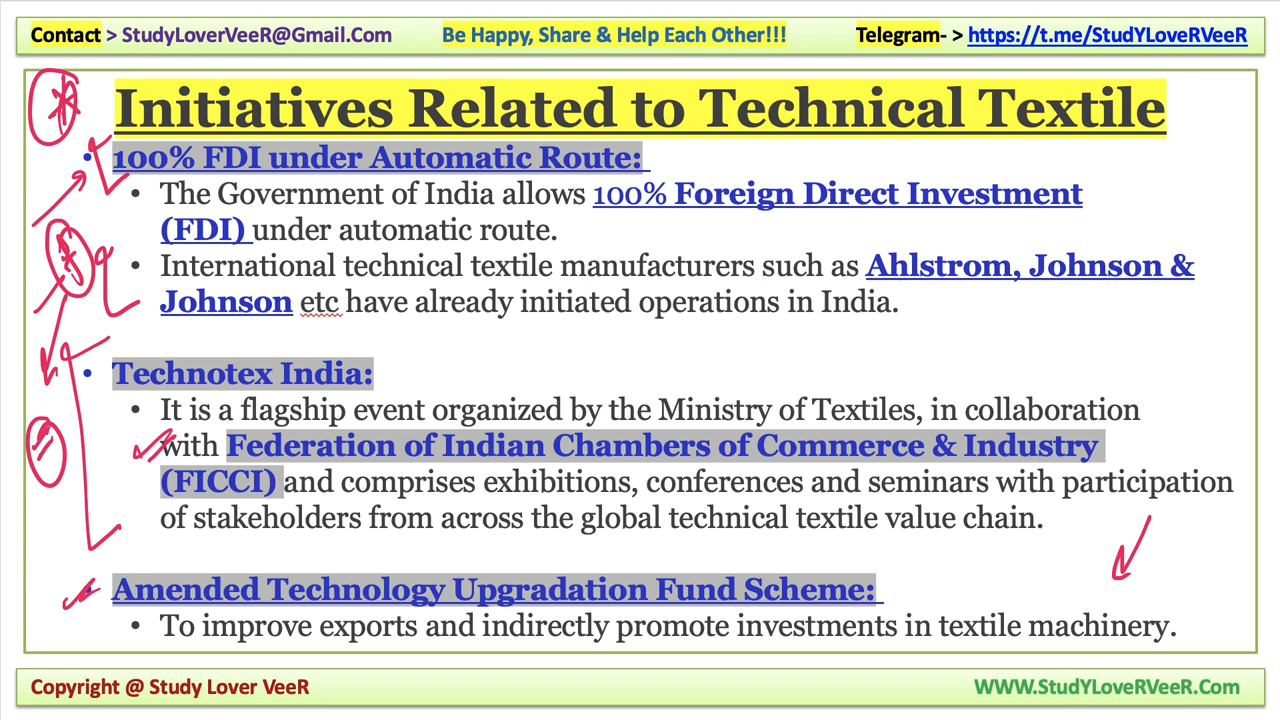 Contact > StudyLoverVeeR@Gmail.Com Be Happy, Share & Help Each Other!!! Telegram- > https://t.me/StudYLoveRVeeR
Initiatives Related to Technical Textile
• 100% FDI under Automatic Route:
• The Government of India allows 100% Foreign Direct Investment
(FDI) under automatic route.
• International technical textile manufacturers such as Ahlstrom, Johnson &
Johnson etc have already initiated operations in India.
• Technotex India:
• It is a flagship event organized by the Ministry of Textiles, in collaboration
with Federation of Indian Chambers of Commerce & Industry
(FICCI) and comprises exhibitions, conferences and seminars with participation
of stakeholders from across the global technical textile value chain.
• Amended Technology Upgradation Fund Scheme:
• To improve exports and indirectly promote investments in textile machinery.
Copyright @ Study Lover VeeR WWW.StudYLoveRVeeR.Com